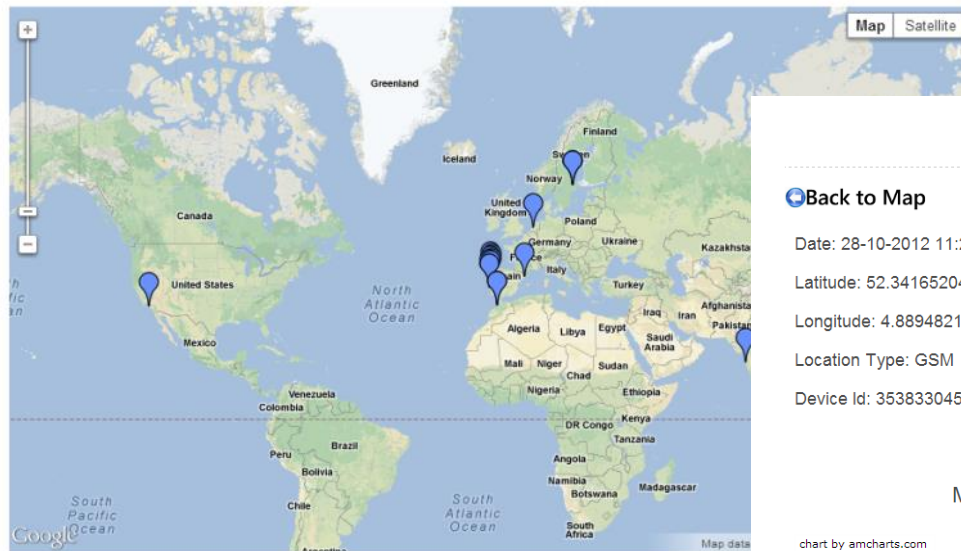 Map Satellite
Greenland
Finland
Iceland
Norway
United
Kingdom
Canada
Poland
Germany
Ukraine
Kazakhsta
United States
Italy
Turkey
North
Atlantic
Ocean
Afghanista
Iraq Iran
Pakistan
Algeria Libya Egypt
Saudi
Arabia
Mexico
Mali Niger Sudan
Chad
Nigeria Ethiopia
Venezuela
Colombia
DR Congo Kenya
Tanzania
Brazil
Peru
Angola
Bolivia
Namibia
Botswana Madagascar
Chile
South
Pacific
Ocean
South
Atlantic
Ocean
South
Africa
Google
Map data
Back to Map
Date: 28-10-2012 11:2
Latitude: 52.34165204
Longitude: 4.8894821
Location Type: GSM
Device Id: 353833045
M
chart by amcharts.com